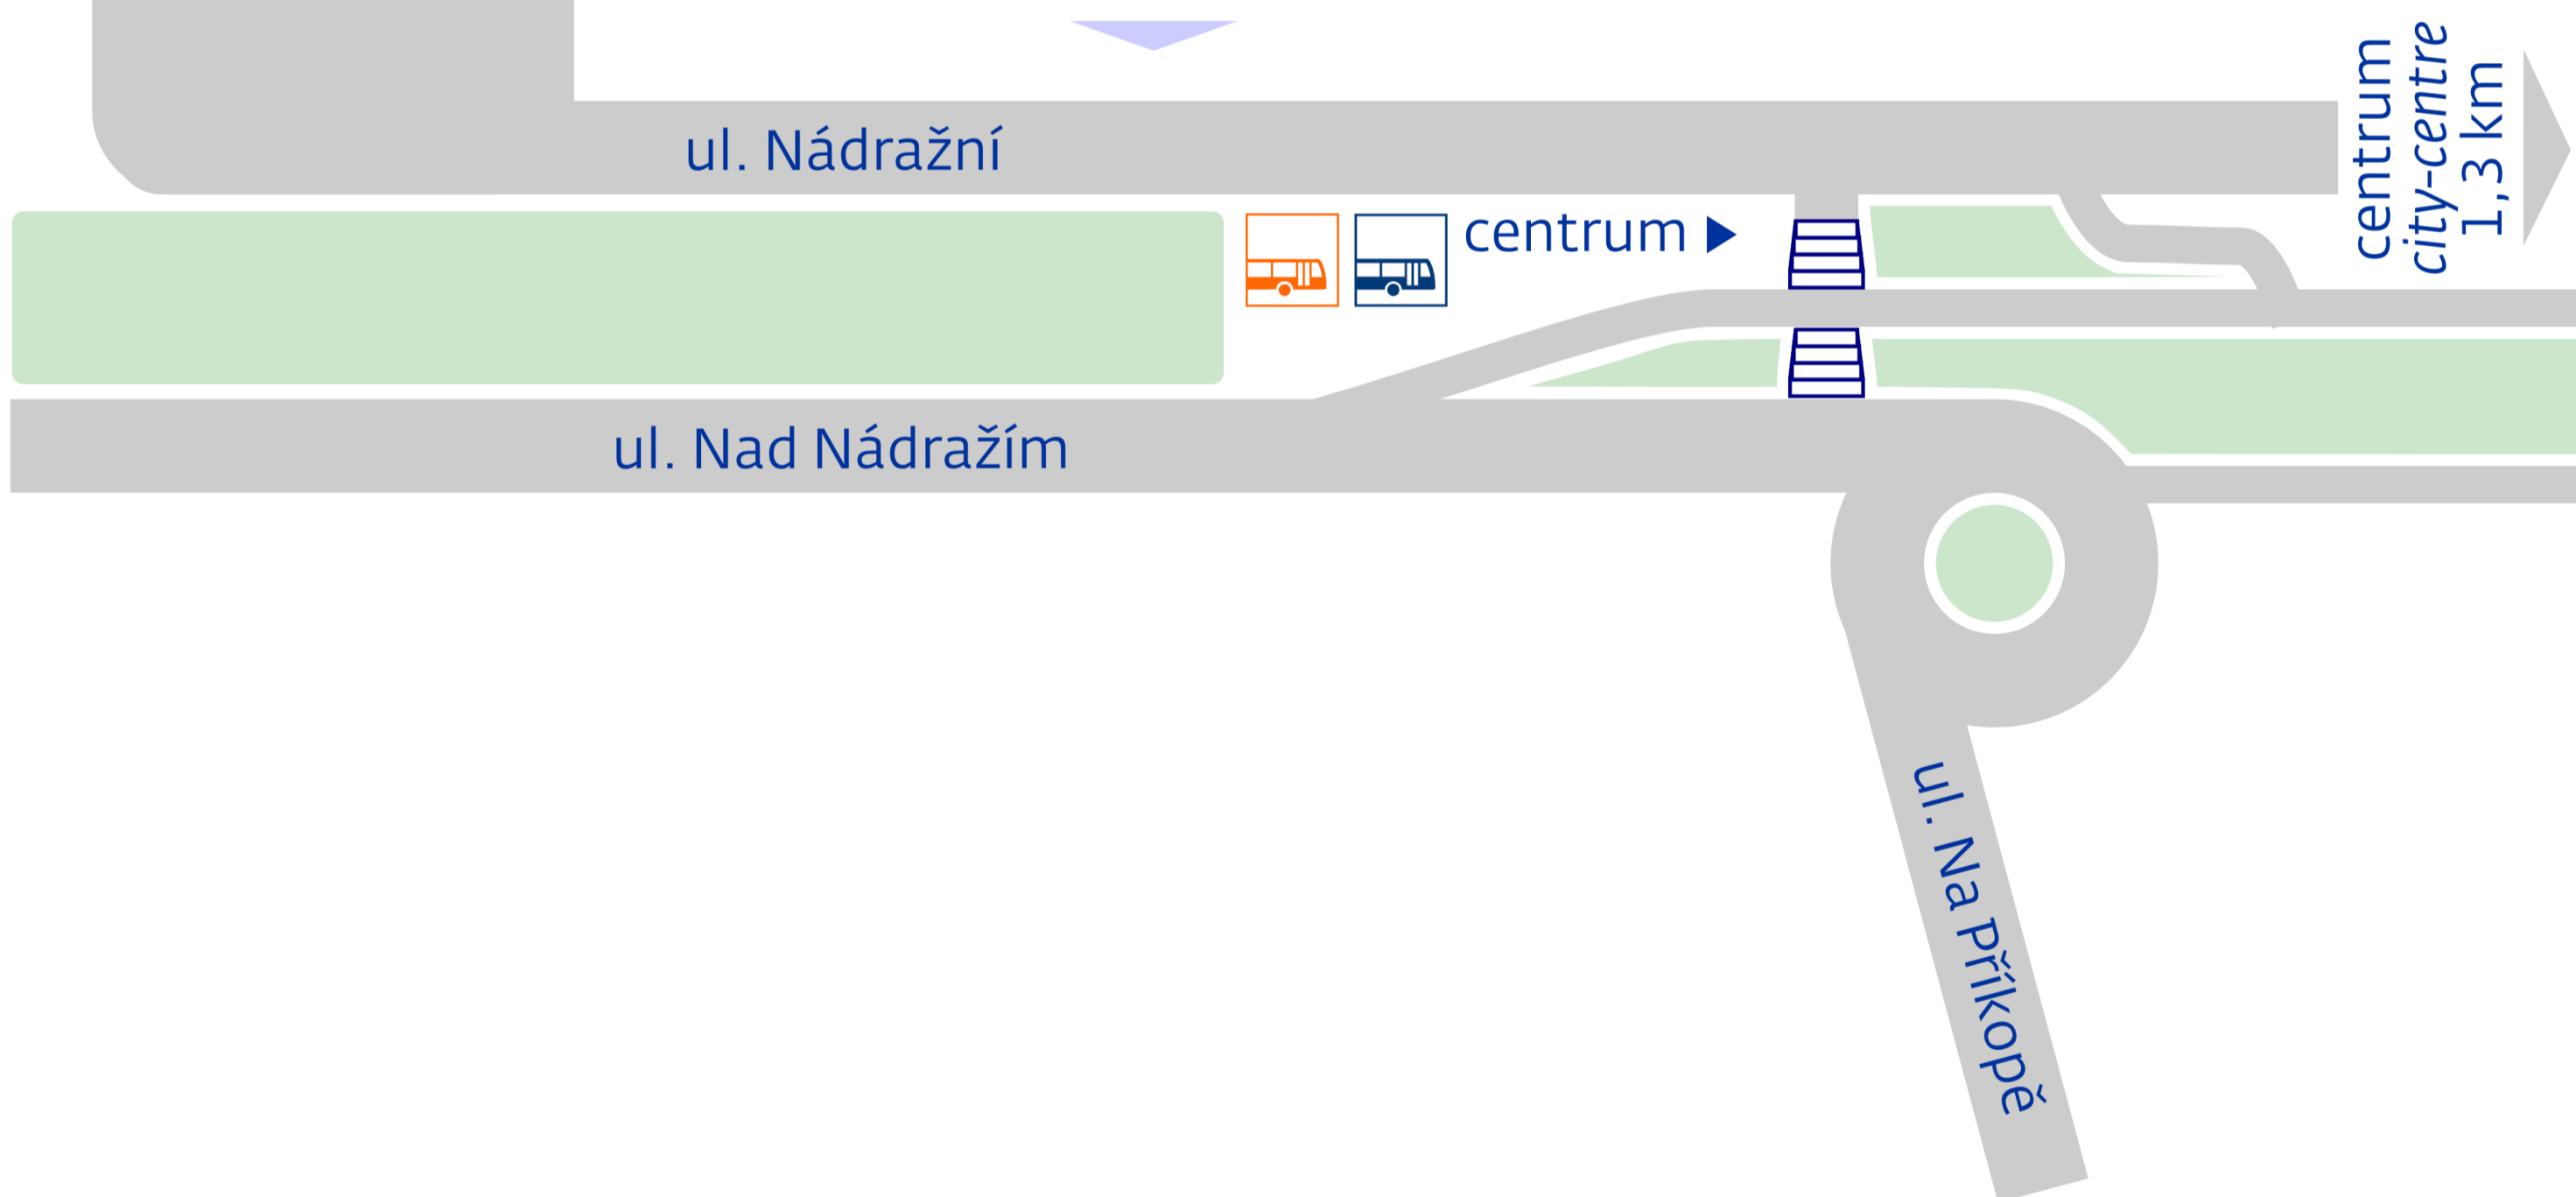 ul. Nádražní
centrum
centrum
city-centre
1,3 km
ul. Nad Nádražím
ul. Na Příkopě